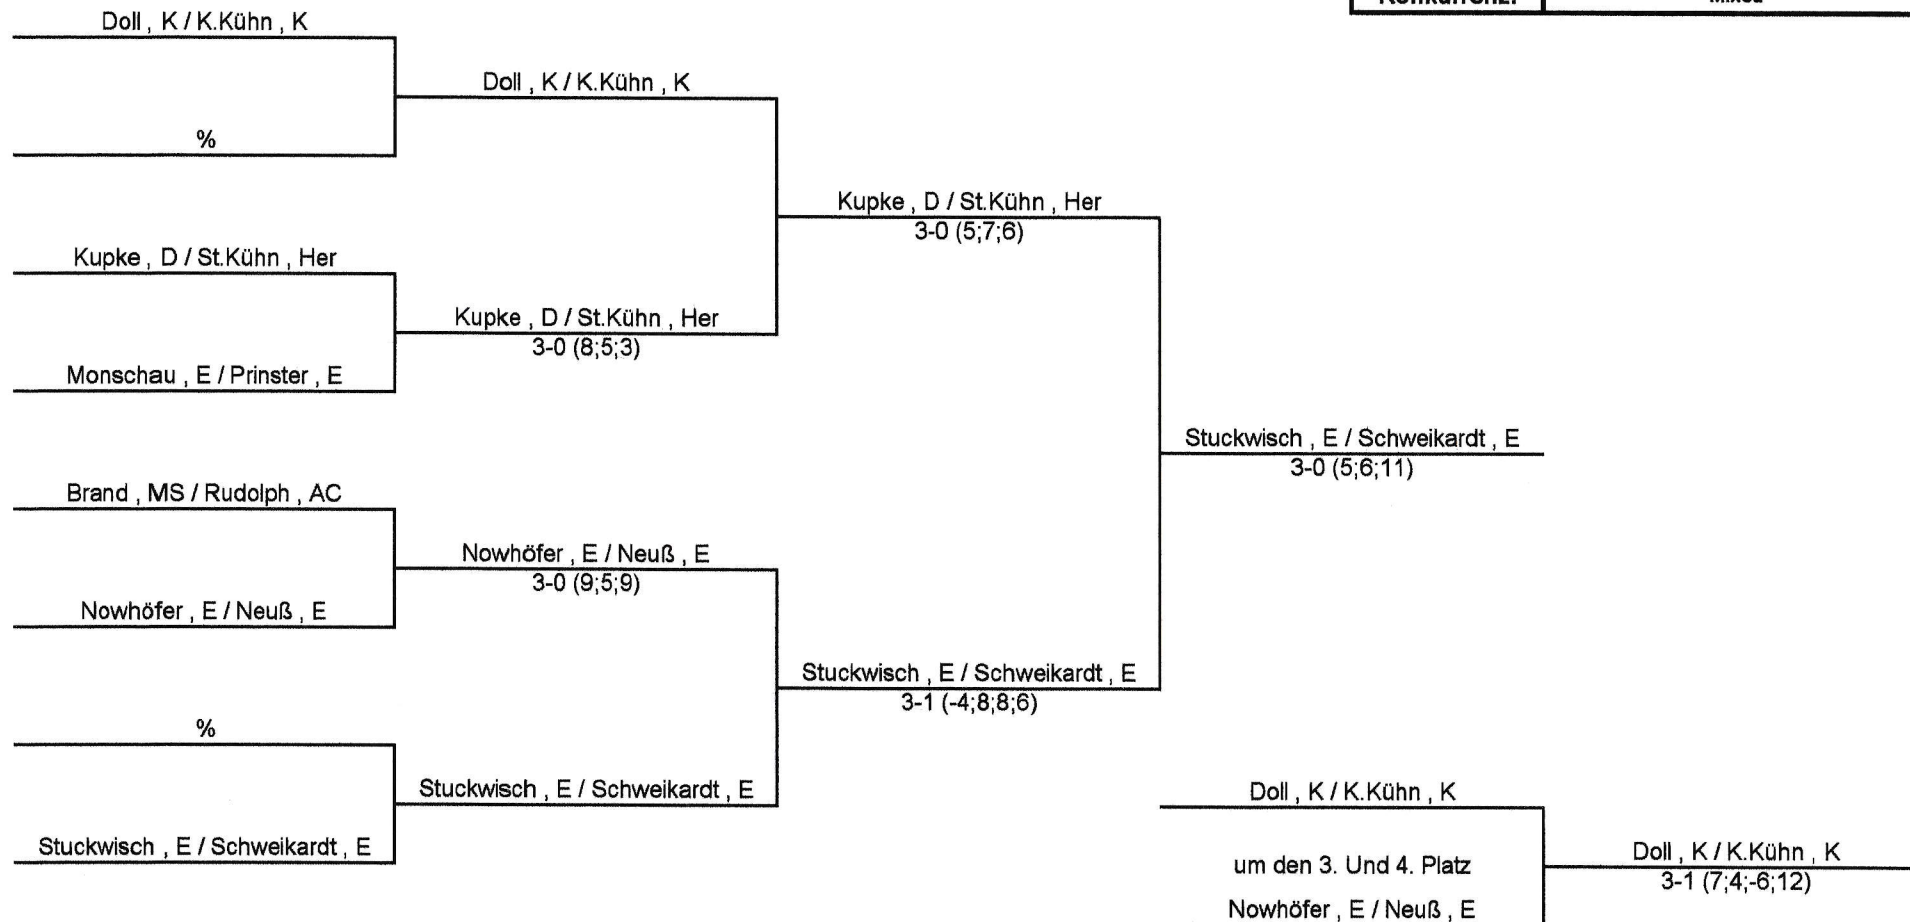 Konkurrenz:
Mixed
Doll , K / K.Kühn , K
Doll , K / K.Kühn , K
%
Kupke , D / St.Kühn , Her
3-0 (5;7;6)
Kupke , D / St.Kühn , Her
Kupke , D / St.Kühn , Her
3-0 (8;5;3)
Monschau , E / Prinster , E
Stuckwisch , E / Schweikardt , E
3-0 (5;6;11)
Brand , MS / Rudolph , AC
Nowhöfer , E / Neuß , E
3-0 (9;5;9)
Nowhöfer , E / Neuß , E
Stuckwisch , E / Schweikardt , E
3-1 (-4;8;8;6)
%
Stuckwisch , E / Schweikardt , E
Stuckwisch , E / Schweikardt , E
Doll , K / K.Kühn , K
um den 3. Und 4. Platz
Doll , K / K.Kühn , K
3-1 (7;4;-6;12)
Nowhöfer , E / Neuß , E